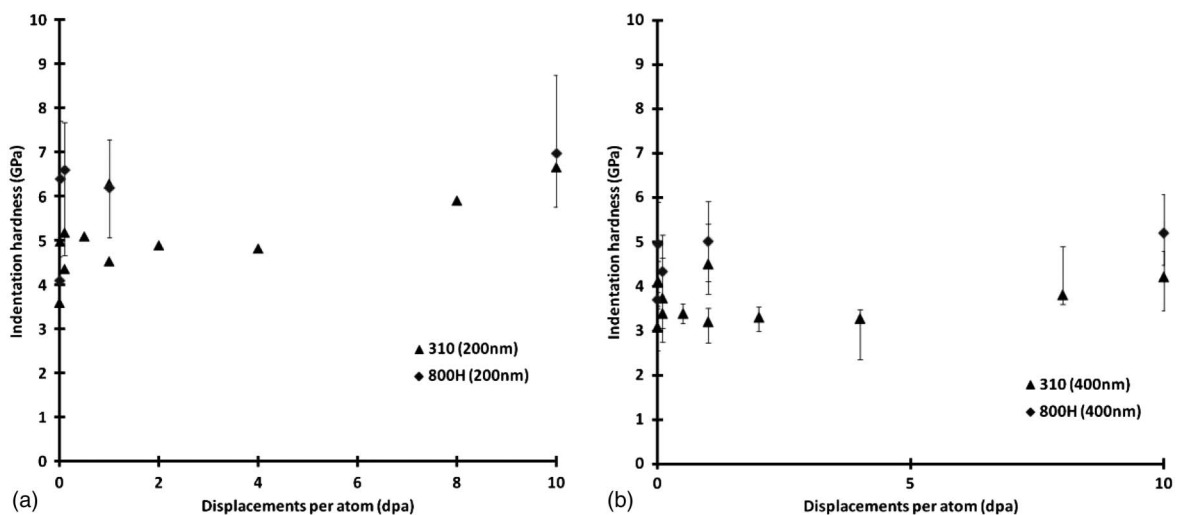 10
9
8
7
6
5
4
3
2
1
0
Indentation hardness (GPa)
310 (200nm)
800H (200nm)
0 2 4 6 8 10
Displacements per atom (dpa)
(a)
10
9
8
7
6
5
4
3
2
1
0
Indentation hardness (GPa)
310 (400nm)
800H (400nm)
0 5 10
Displacements per atom (dpa)
(b)